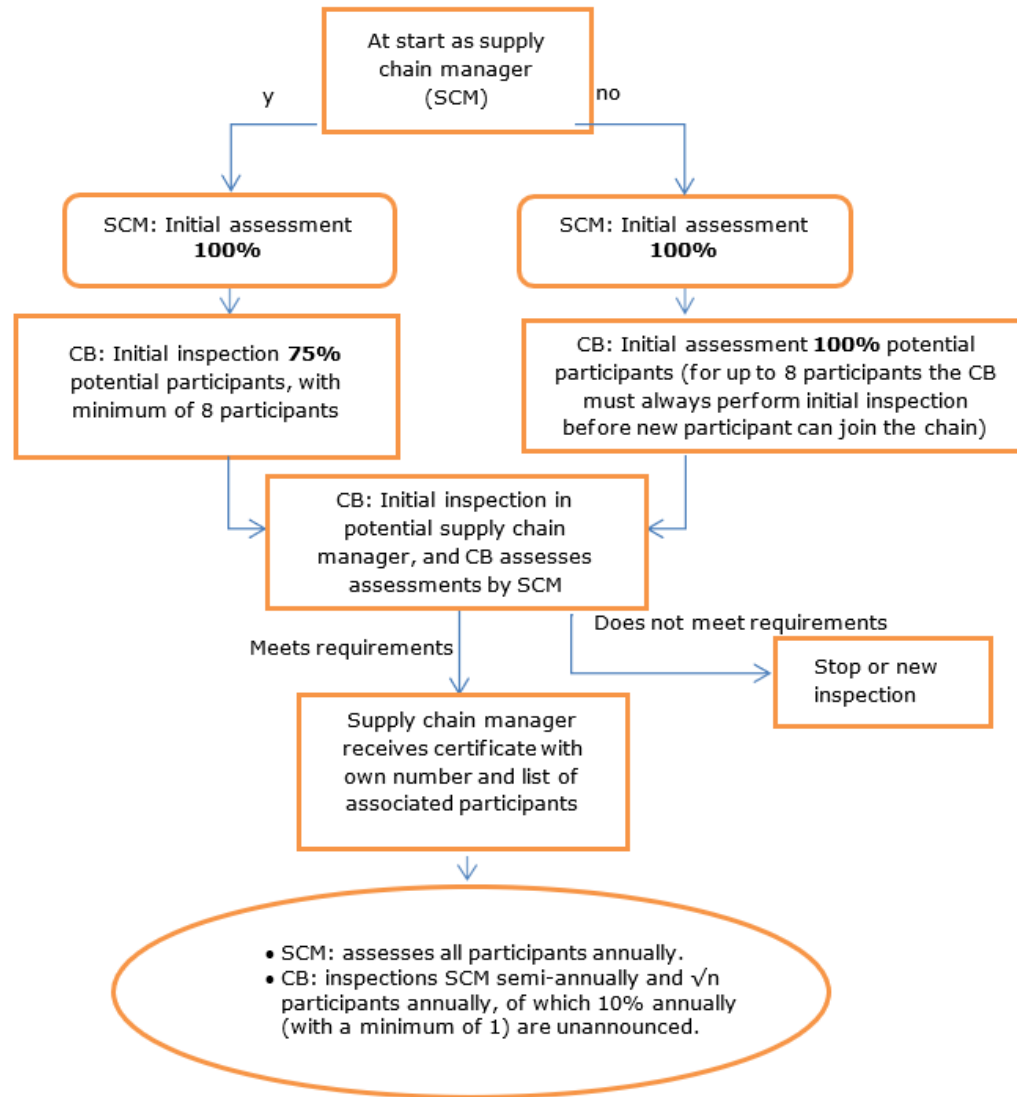 At start as supply
chain manager
(SCM)
y
no
SCM: Initial assessment
100%
SCM: Initial assessment
100%
CB: Initial inspection 75%
potential participants, with
minimum of 8 participants
CB: Initial assessment 100% potential
participants (for up to 8 participants the CB
must always perform initial inspection
before new participant can join the chain)
CB: Initial inspection in
potential supply chain
manager, and CB assesses
assessments by SCM
Meets requirements
Does not meet requirements
Stop or new
inspection
Supply chain manager
receives certificate with
own number and list of
associated participants
• SCM: assesses all participants annually.
• CB: inspections SCM semi-annually and √n
participants annually, of which 10% annually
(with a minimum of 1) are unannounced.